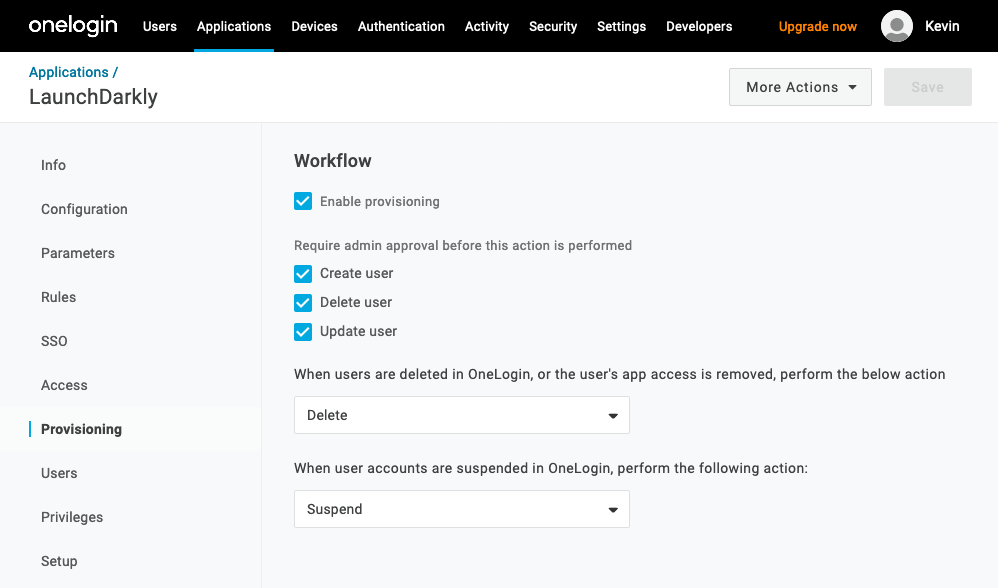 onelogin Users Applications Devices Authentication Activity Security Settings Developers Upgrade now Kevin
Applications /
LaunchDarkly
More Actions Save
Info
Configuration
Parameters
Rules
SSO
Access
Provisioning
Users
Privileges
Setup
Workflow
Enable provisioning
Require admin approval before this action is performed
Create user
Delete user
Update user
When users are deleted in OneLogin, or the user's app access is removed, perform the below action
Delete
When user accounts are suspended in OneLogin, perform the following action:
Suspend